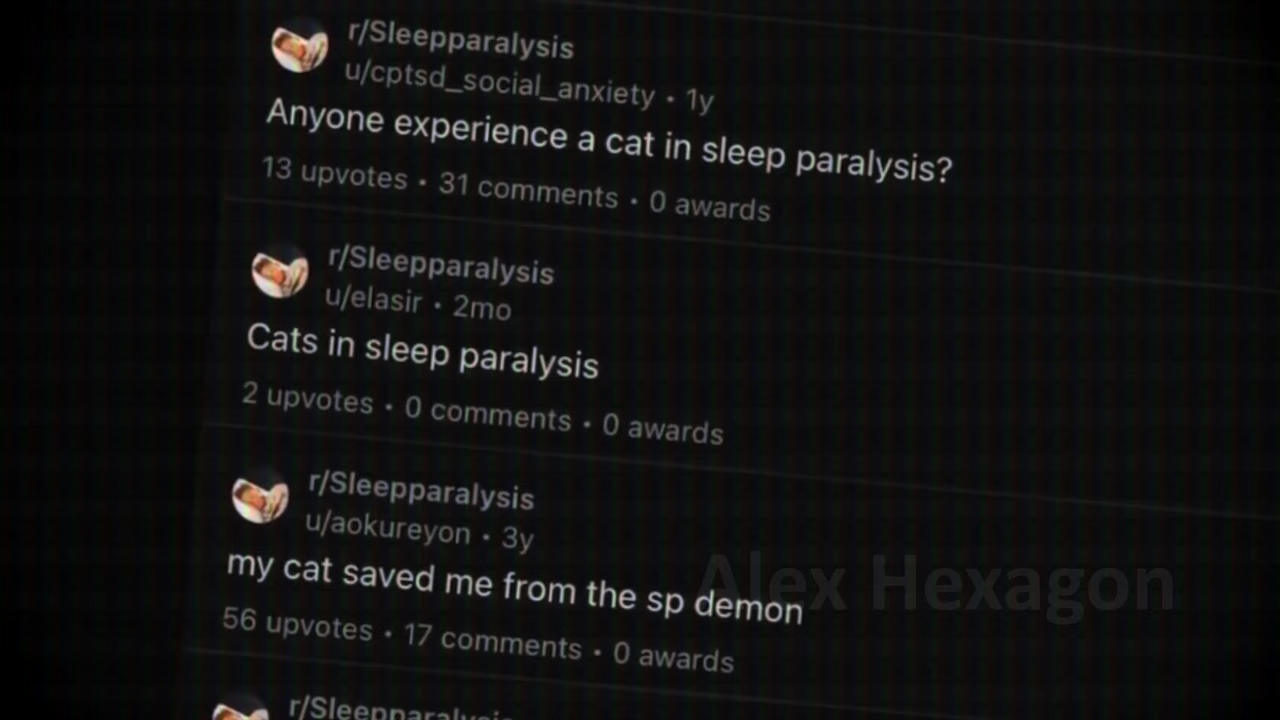 r/Sleepparalysis
u/cptsd_social_anxiety • 1y
Anyone experience a cat in sleep paralysis?
13 upvotes • 31 comments • 0 awards
r/Sleepparalysis
u/elasir • 2mo
Cats in sleep paralysis
2 upvotes • 0 comments • 0 awards
r/Sleepparalysis
u/aokureyon • 3y
my cat saved me from the sp demon
Alex Hexagon
56 upvotes • 17 comments • 0 awards
r/Sleepparalysis